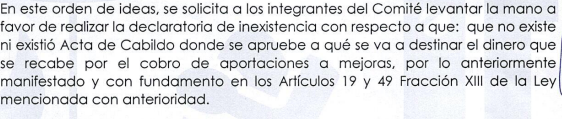 En este orden de ideas, se solicita a los integrantes del Comité levantar la mano a
favor de realizar la declaratoria de inexistencia con respecto a que: que no existe
ni existió Acta de Cabildo donde se apruebe a qué se va a destinar el dinero que
se recabe por el cobro de aportaciones a mejoras, por lo anteriormente
manifestado y con fundamento en los Artículos 19 y 49 Fracción XIII de la Ley
mencionada con anterioridad.